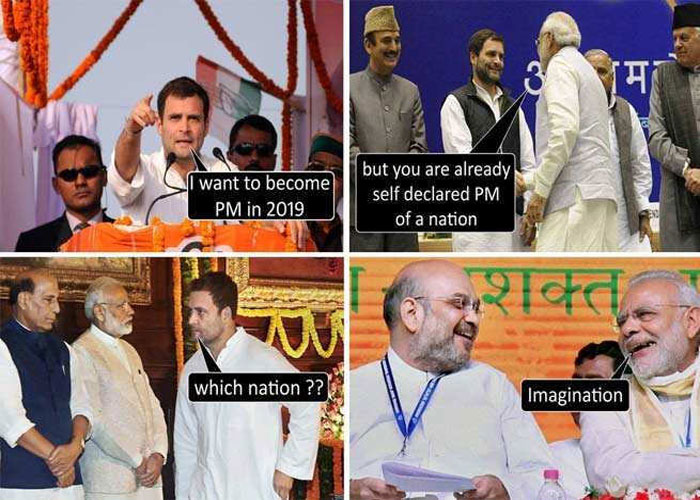 I want to become
PM in 2019
but you are already
self declared PM
of a nation
which nation ??
Imagination
शक्त